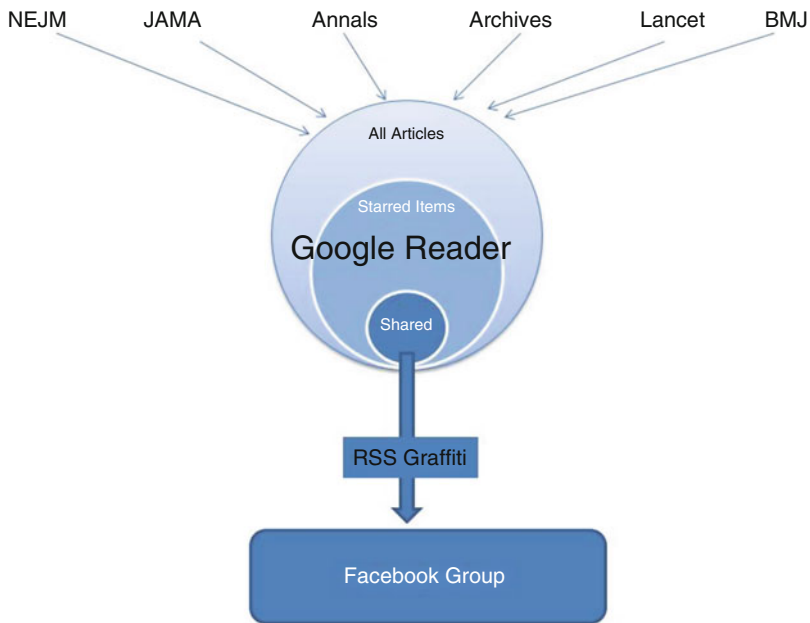 NEJM JAMA Annals Archives Lancet BMJ
All Articles
Starred Items
Google Reader
Shared
RSS Graffiti
Facebook Group